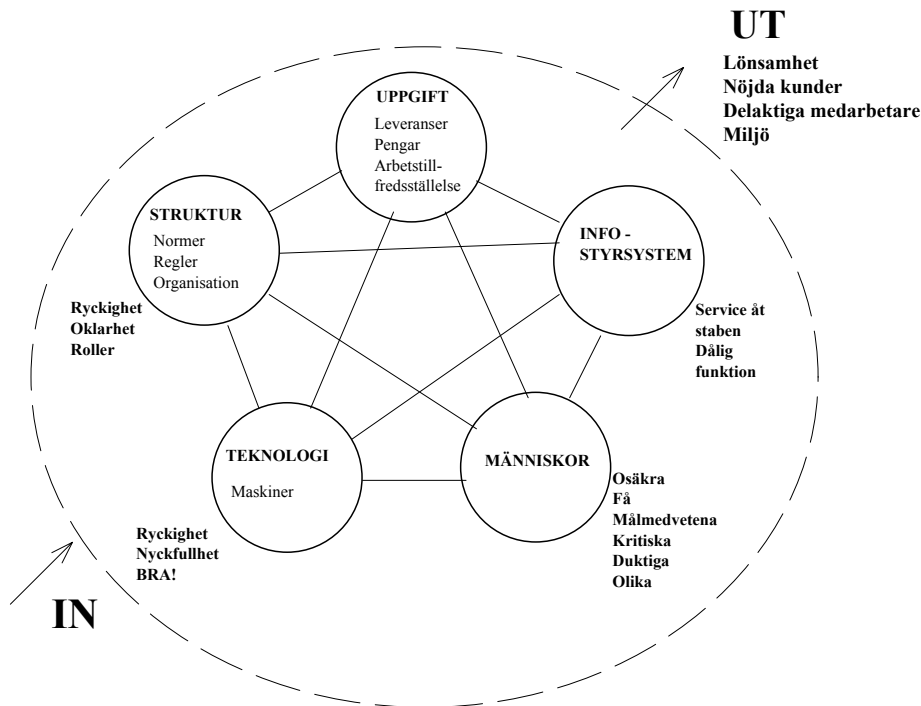 UT
Lönsamhet
Nöjda kunder
Delaktiga medarbetare
Miljö
UPPGIFT
Leveranser
Pengar
Arbetstill-
fredsställelse
STRUKTUR
Normer
Regler
Organisation
Ryckighet
Oklarhet
Roller
INFO -
STYRSYSTEM
Service åt
staben
Dålig
funktion
TEKNOLOGI
Maskiner
Ryckighet
Nyckfullhet
BRA!
MÄNNISKOR
Osäkra
Få
Målmedvetena
Kritiska
Duktiga
Olika
IN